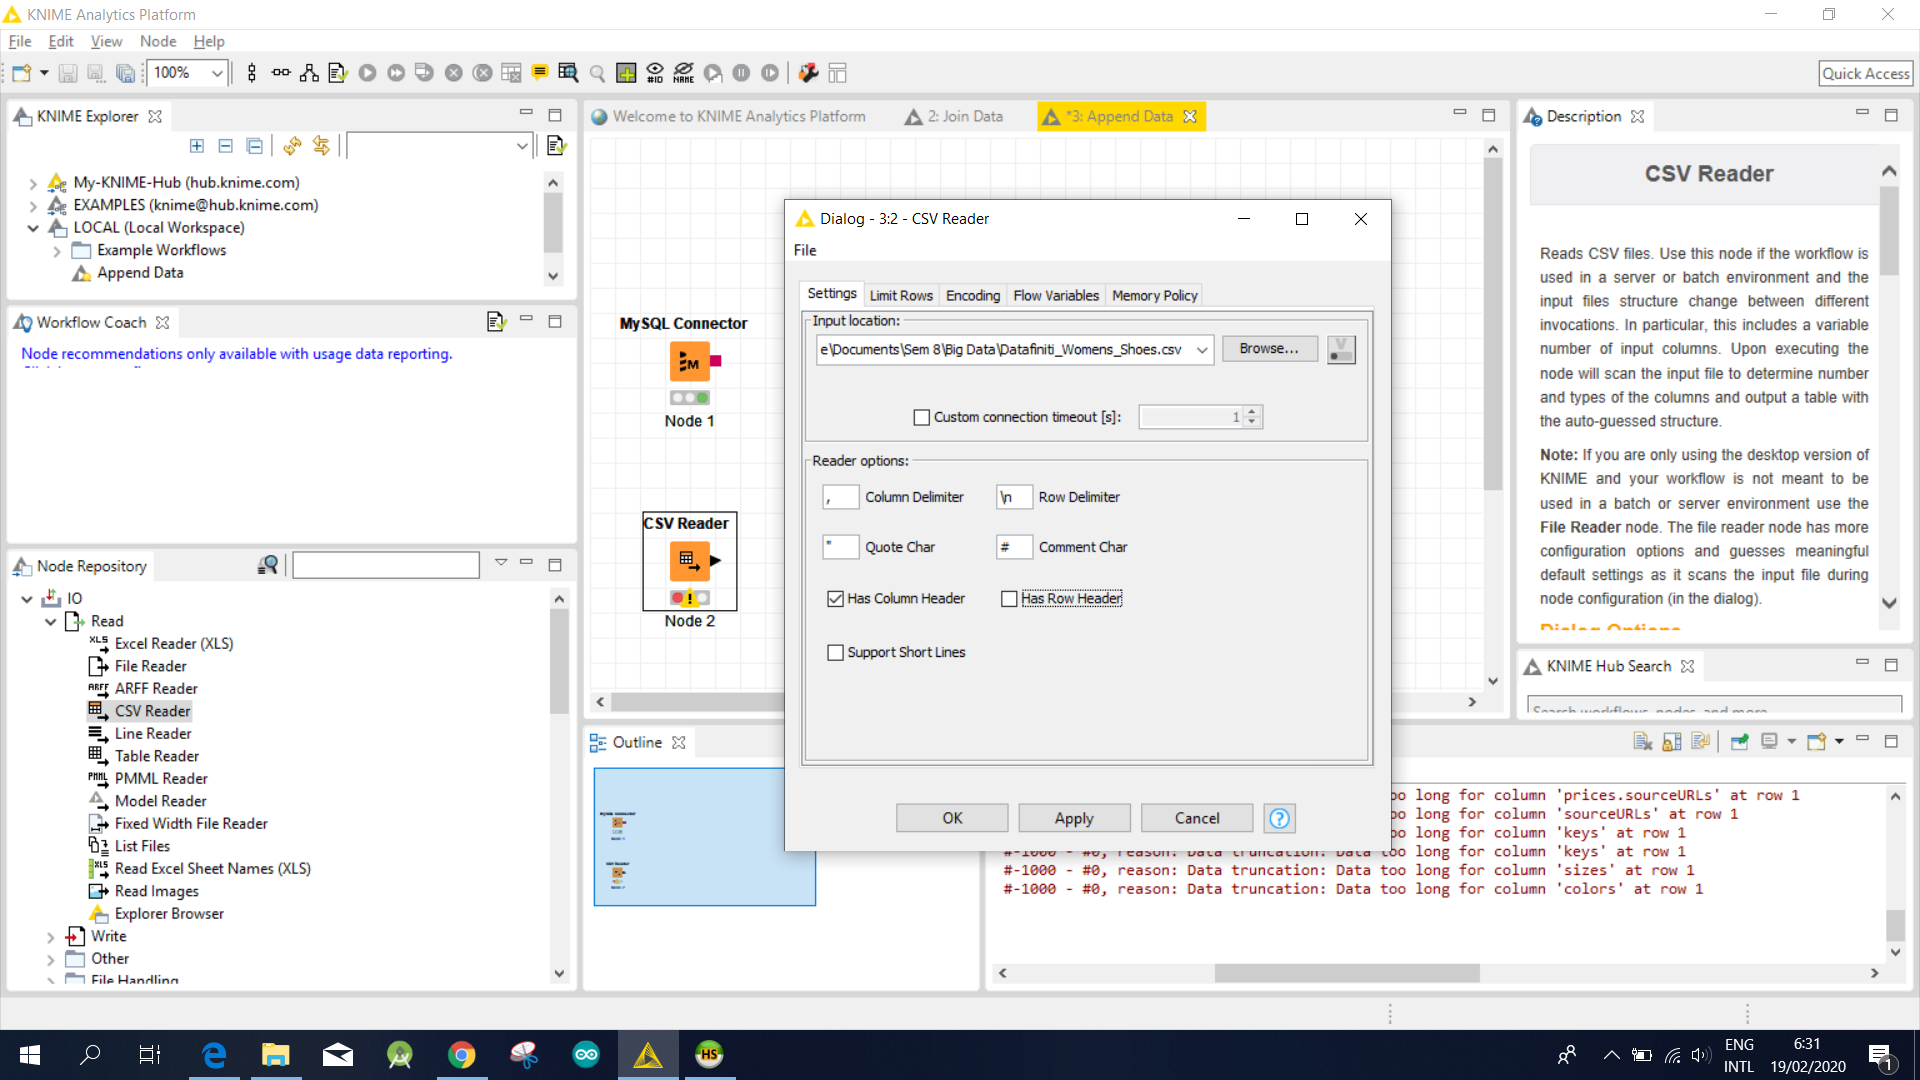 KNIME Analytics Platform
File Edit View Node Help
100%
#ID
NAME
Quick Access
KNIME Explorer
My-KNIME-Hub (hub.knime.com)
EXAMPLES (knime@hub.knime.com)
LOCAL (Local Workspace)
Example Workflows
Append Data
Workflow Coach
Node recommendations only available with usage data reporting.
Node Repository
IO
Read
Excel Reader (XLS)
File Reader
ARFF Reader
CSV Reader
Line Reader
Table Reader
PMML Reader
Model Reader
Fixed Width File Reader
List Files
Read Excel Sheet Names (XLS)
Read Images
Explorer Browser
Write
Other
File Handling
Welcome to KNIME Analytics Platform
2: Join Data
*3: Append Data
MySQL Connector
M
Node 1
CSV Reader
Node 2
Outline
Dialog - 3:2 - CSV Reader
File
Settings Limit Rows Encoding Flow Variables Memory Policy
Input location:
e\Documents\Sem 8\Big Data\Datafiniti_Womens_Shoes.csv
Browse...
V
Custom connection timeout [s]: 1
Reader options:
, Column Delimiter \n Row Delimiter
" Quote Char # Comment Char
Has Column Header Has Row Header
Support Short Lines
OK Apply Cancel ?
Description
CSV Reader
Reads CSV files. Use this node if the workflow is
used in a server or batch environment and the
input files structure change between different
invocations. In particular, this includes a variable
number of input columns. Upon executing the
node will scan the input file to determine number
and types of the columns and output a table with
the auto-guessed structure.
Note: If you are only using the desktop version of
KNIME and your workflow is not meant to be
used in a batch or server environment use the
File Reader node. The file reader node has more
configuration options and guesses meaningful
default settings as it scans the input file during
node configuration (in the dialog).
Dialog Options
KNIME Hub Search
Search workflows, nodes, and more...
oo long for column 'prices.sourceURLs' at row 1
oo long for column 'sourceURLs' at row 1
oo long for column 'keys' at row 1
#-1000 - #0, reason: Data truncation: Data too long for column 'keys' at row 1
#-1000 - #0, reason: Data truncation: Data too long for column 'sizes' at row 1
#-1000 - #0, reason: Data truncation: Data too long for column 'colors' at row 1
HS
ENG
INTL
6:31
19/02/2020
1